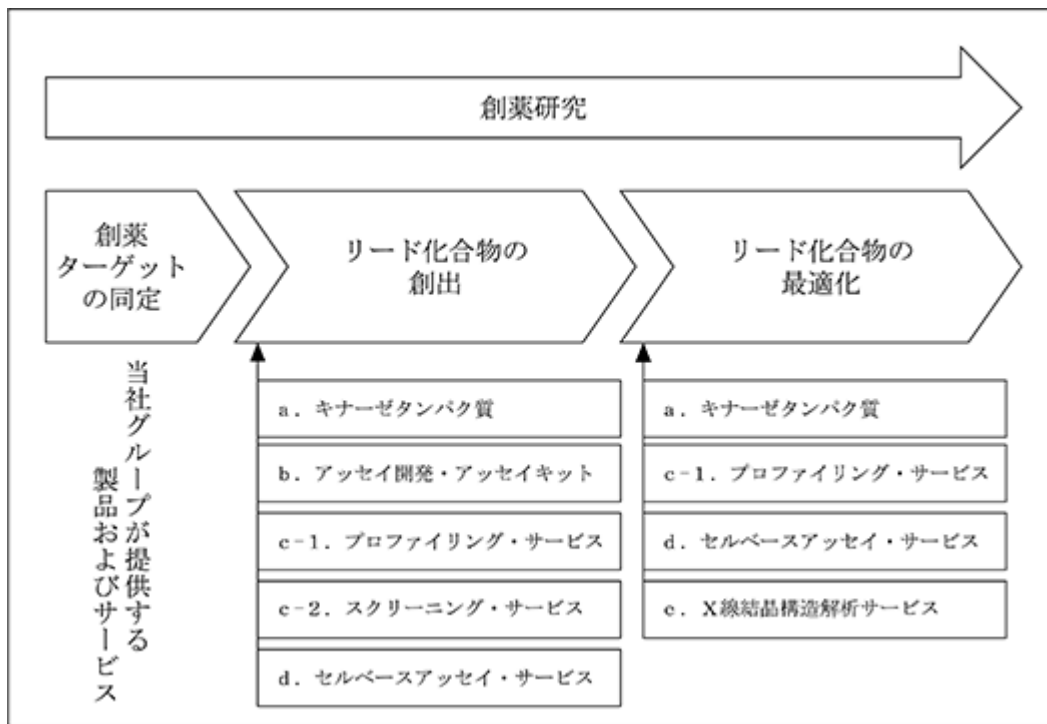 創薬研究
創薬
ターゲット
の同定
リード化合物の
創出
リード化合物の
最適化
当社グループが提供する
製品およびサービス
a．キナーゼタンパク質
b．アッセイ開発・アッセイキット
c-1．プロファイリング・サービス
c-2．スクリーニング・サービス
d．セルベースアッセイ・サービス
a．キナーゼタンパク質
c-1．プロファイリング・サービス
d．セルベースアッセイ・サービス
e．X線結晶構造解析サービス